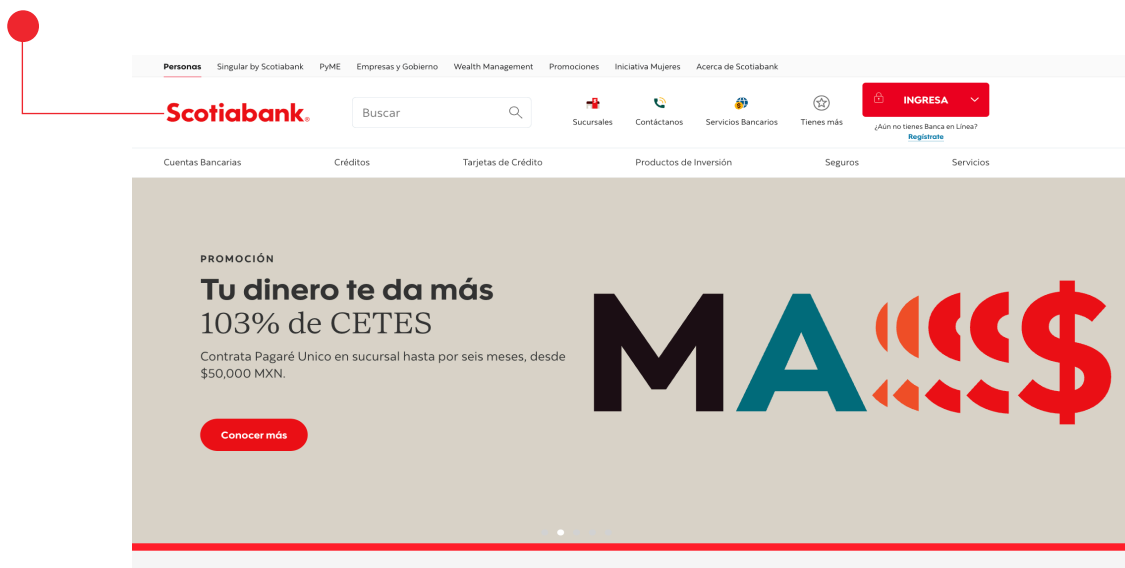 Personas Singular by Scotiabank PyME Empresas y Gobierno Wealth Management Promociones Iniciativa Mujeres Acerca de Scotiabank
Scotiabank®
Buscar
Sucursales Contáctanos Servicios Bancarios Tienes más
INGRESA
¿Aún no tienes Banca en Línea?
Regístrate
Cuentas Bancarias Créditos Tarjetas de Crédito Productos de Inversión Seguros Servicios
PROMOCIÓN
Tu dinero te da más
103% de CETES
Contrata Pagaré Unico en sucursal hasta por seis meses, desde
$50,000 MXN.
Conocer más
MA$